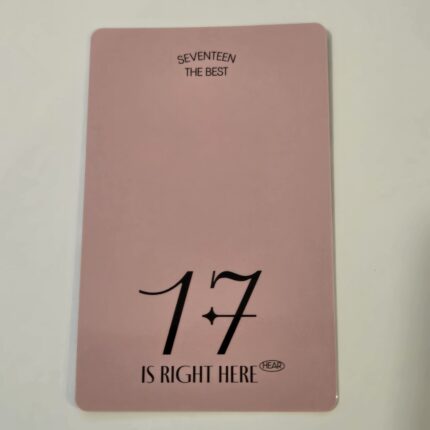 SEVENTEEN
THE BEST
17
IS RIGHT HERE HEAR